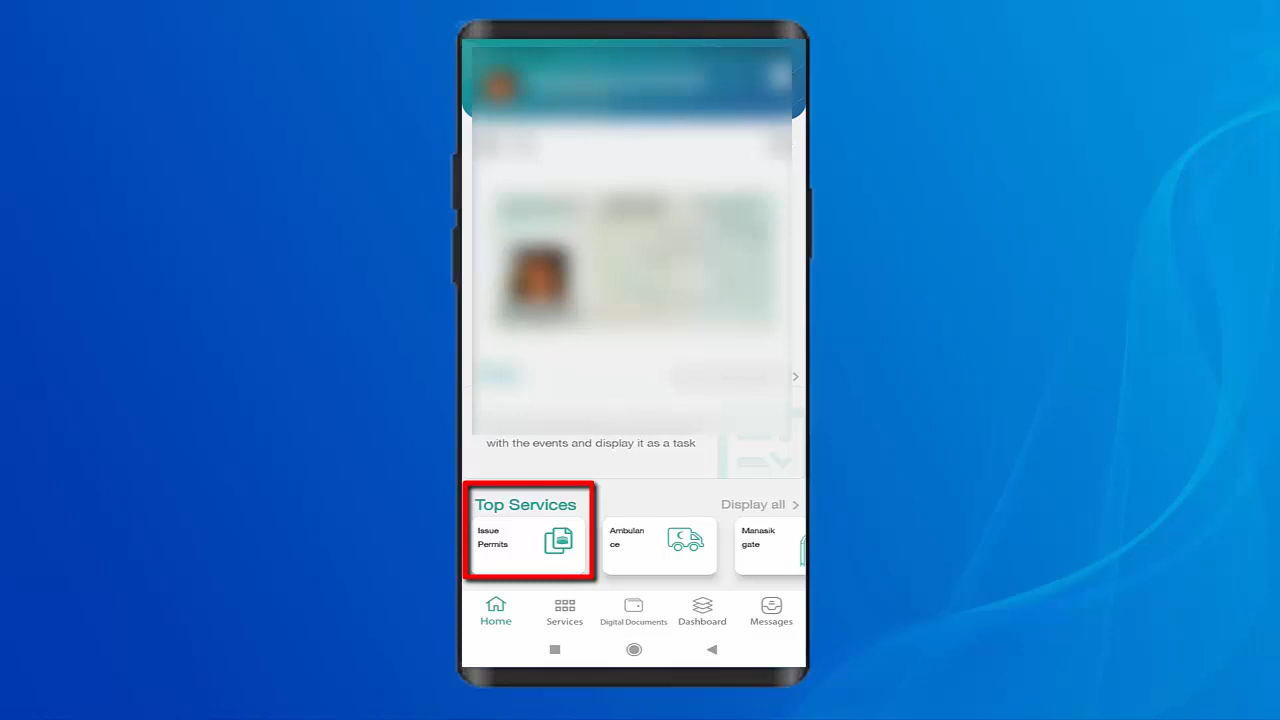 with the events and display it as a task
Top Services
Display all
Issue
Permits
Ambulan
ce
Manasik
gate
Home
Services
Digital Documents
Dashboard
Messages